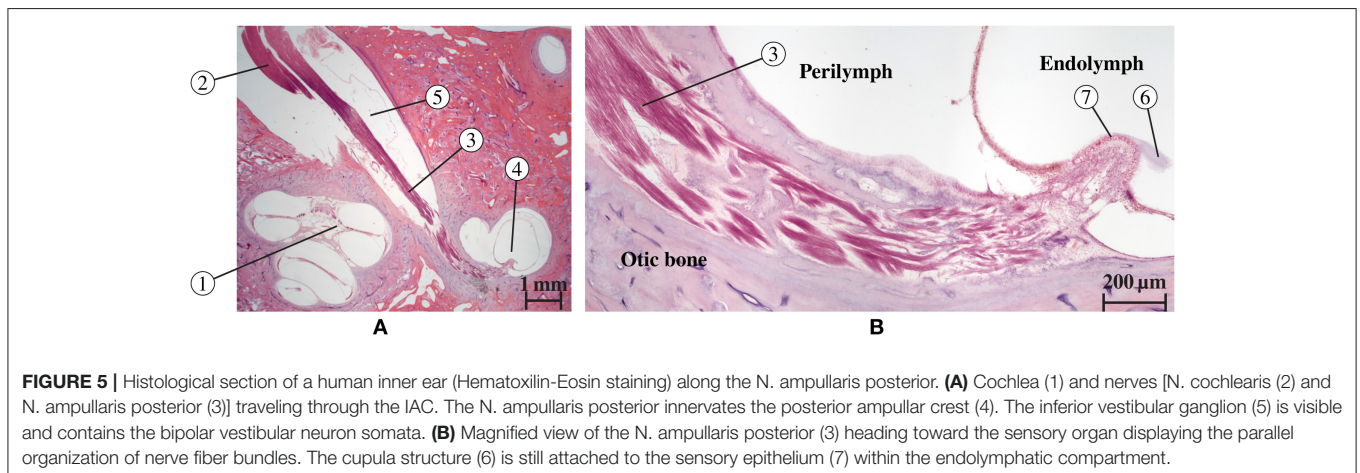 2
5
3
4
1
1 mm
A
3
Perilymph
Endolymph
7
6
Otic bone
200 µm
B
FIGURE 5 | Histological section of a human inner ear (Hematoxilin-Eosin staining) along the N. ampullaris posterior. (A) Cochlea (1) and nerves [N. cochlearis (2) and
N. ampullaris posterior (3)] traveling through the IAC. The N. ampullaris posterior innervates the posterior ampullar crest (4). The inferior vestibular ganglion (5) is visible
and contains the bipolar vestibular neuron somata. (B) Magnified view of the N. ampullaris posterior (3) heading toward the sensory organ displaying the parallel
organization of nerve fiber bundles. The cupula structure (6) is still attached to the sensory epithelium (7) within the endolymphatic compartment.